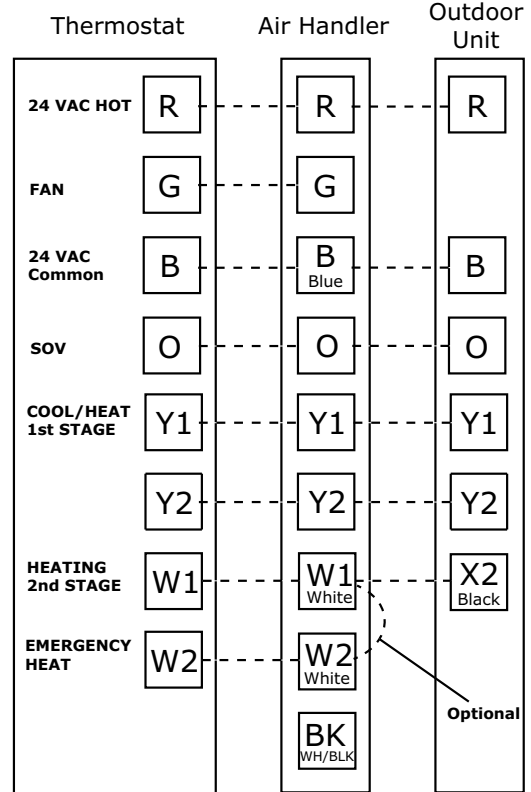 Thermostat
Air Handler
Outdoor
Unit
24 VAC HOT
R
R
R
FAN
G
G
24 VAC
Common
B
B
Blue
B
SOV
O
O
O
COOL/HEAT
1st STAGE
Y1
Y1
Y1
Y2
Y2
Y2
HEATING
2nd STAGE
W1
W1
White
X2
Black
EMERGENCY
HEAT
W2
W2
White
Optional
BK
WH/BLK